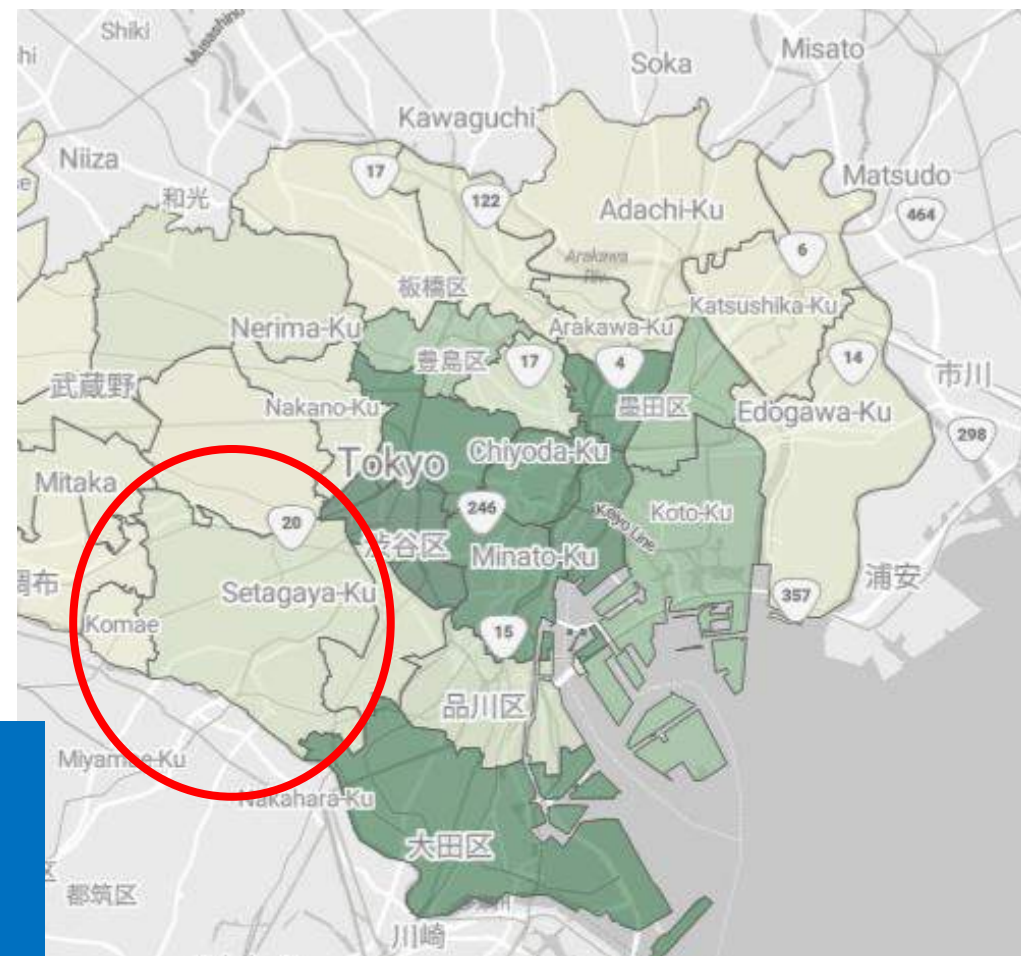 Shiki
Misato
Soka
Kawaguchi
Niiza
17
Matsudo
和光
122
464
Adachi-Ku
6
Arakawa
板橋区
Katsushika-Ku
Nerima-Ku
Arakawa-Ku
豊島区
17
4
14
市川
武蔵野
Nakano-Ku
墨田区
Edogawa-Ku
298
Tokyo
Chiyoda-Ku
Mitaka
246
Koto-Ku
20
Keiyo Line
渋谷区
Minato-Ku
浦安
Setagaya-Ku
357
Komae
15
品川区
Miyamae-Ku
Nakahara-Ku
大田区
都筑区
川崎